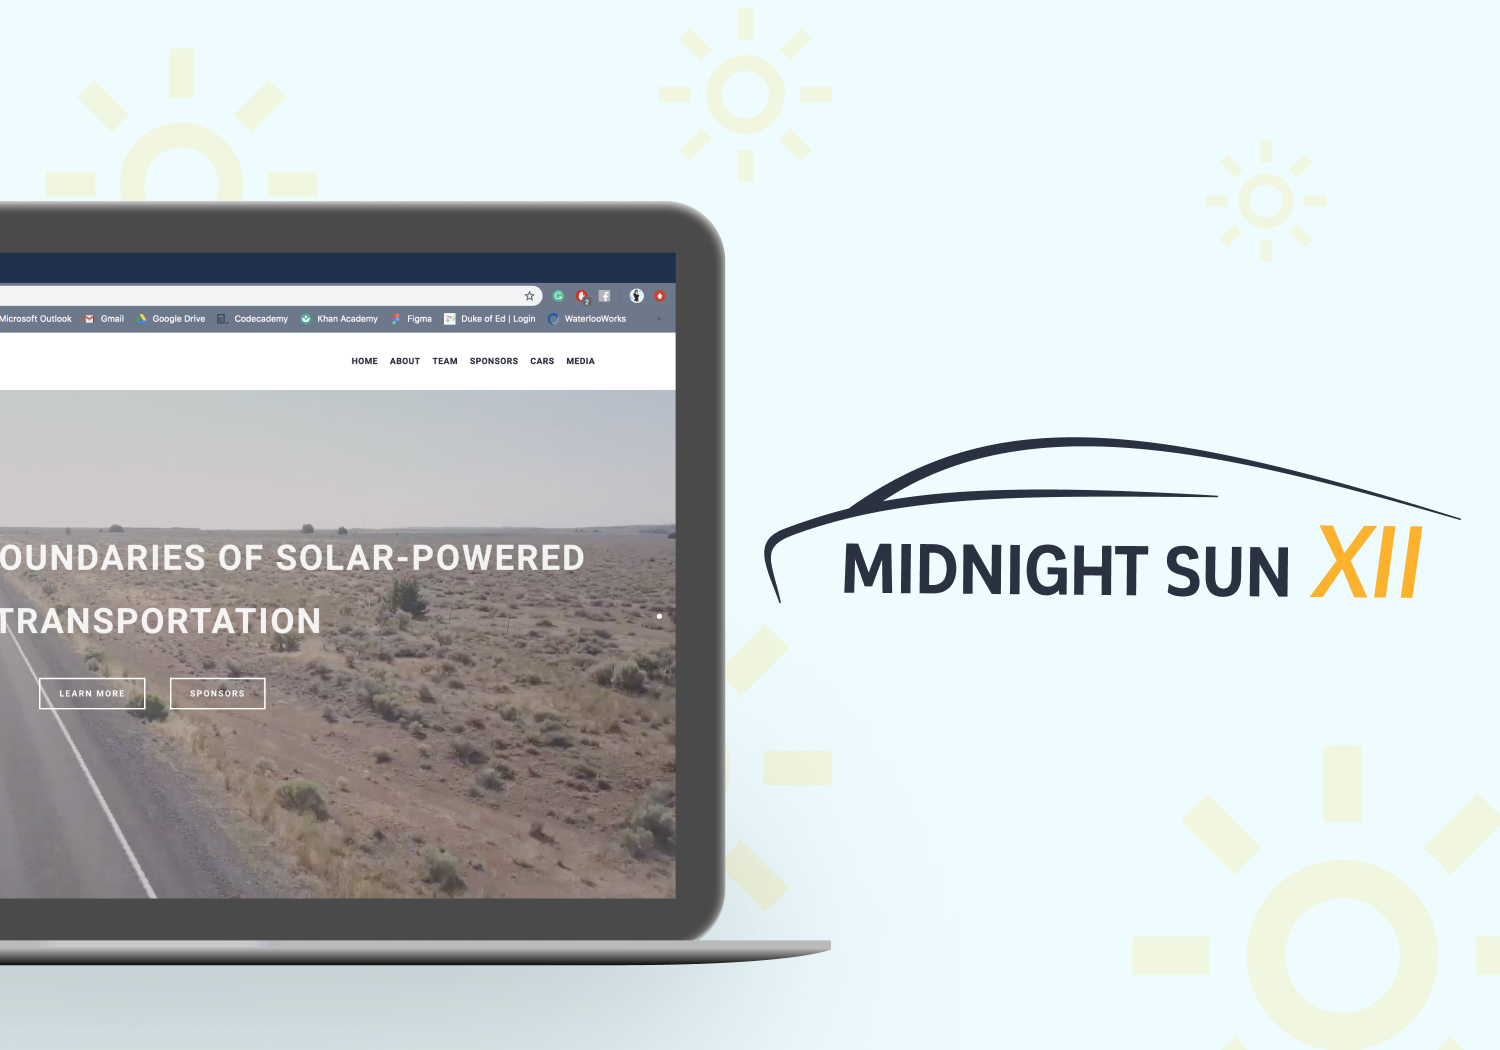 2
Microsoft Outlook Gmail Google Drive Codecademy Khan Academy Figma Duke of Ed | Login WaterlooWorks
HOME ABOUT TEAM SPONSORS CARS MEDIA
OUNDARIES OF SOLAR-POWERED
TRANSPORTATION
LEARN MORE SPONSORS
MIDNIGHT SUN XII